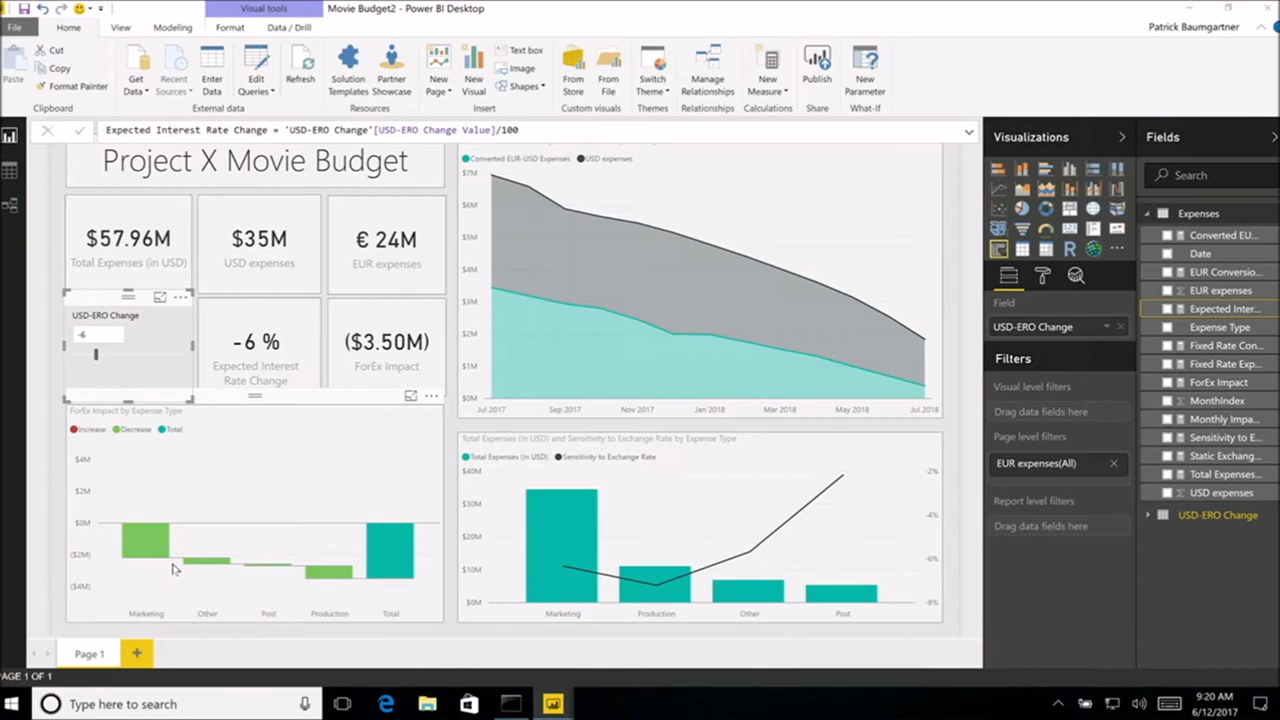 Visual tools
Movie Budget2 - Power BI Desktop
File
Home
View
Modeling
Format
Data / Drill
Patrick Baumgartner
Paste
Cut
Copy
Format Painter
Clipboard
Get Data
Recent Sources
Enter Data
Edit Queries
External data
Refresh
Solution Templates
Partner Showcase
Resources
New Page
New Visual
Text box
Image
Shapes
Insert
From Store
From File
Custom visuals
Switch Theme
Themes
Manage Relationships
Relationships
New Measure
Calculations
Publish
Share
New Parameter
What-If
Expected Interest Rate Change = 'USD-ERO Change'[USD-ERO Change Value]/100
Project X Movie Budget
$57.96M
Total Expenses (in USD)
$35M
USD expenses
€ 24M
EUR expenses
USD-ERO Change
-6
-6 %
Expected Interest
Rate Change
($3.50M)
ForEx Impact
Converted EUR-USD Expenses
USD expenses
$7M
$6M
$5M
$4M
$3M
$2M
$1M
$0M
Jul 2017
Sep 2017
Nov 2017
Jan 2018
Mar 2018
May 2018
Jul 2018
ForEx Impact by Expense Type
Increase
Decrease
Total
$4M
$2M
$0M
($2M)
($4M)
Marketing
Other
Post
Production
Total
Total Expenses (in USD) and Sensitivity to Exchange Rate by Expense Type
Total Expenses (in USD)
Sensitivity to Exchange Rate
$40M
$30M
$20M
$10M
$0M
-2%
-4%
-6%
-8%
Marketing
Production
Other
Post
Visualizations
R
Field
USD-ERO Change
Filters
Visual level filters
Drag data fields here
Page level filters
EUR expenses(All)
Report level filters
Drag data fields here
Fields
Search
Expenses
Converted EU...
Date
EUR Conversio...
EUR expenses
Expected Inter...
Expense Type
Fixed Rate Con...
Fixed Rate Exp...
ForEx Impact
MonthIndex
Monthly Impa...
Sensitivity to E...
Static Exchang...
Total Expenses...
USD expenses
USD-ERO Change
Page 1
PAGE 1 OF 1
Type here to search
9:20 AM
6/12/2017